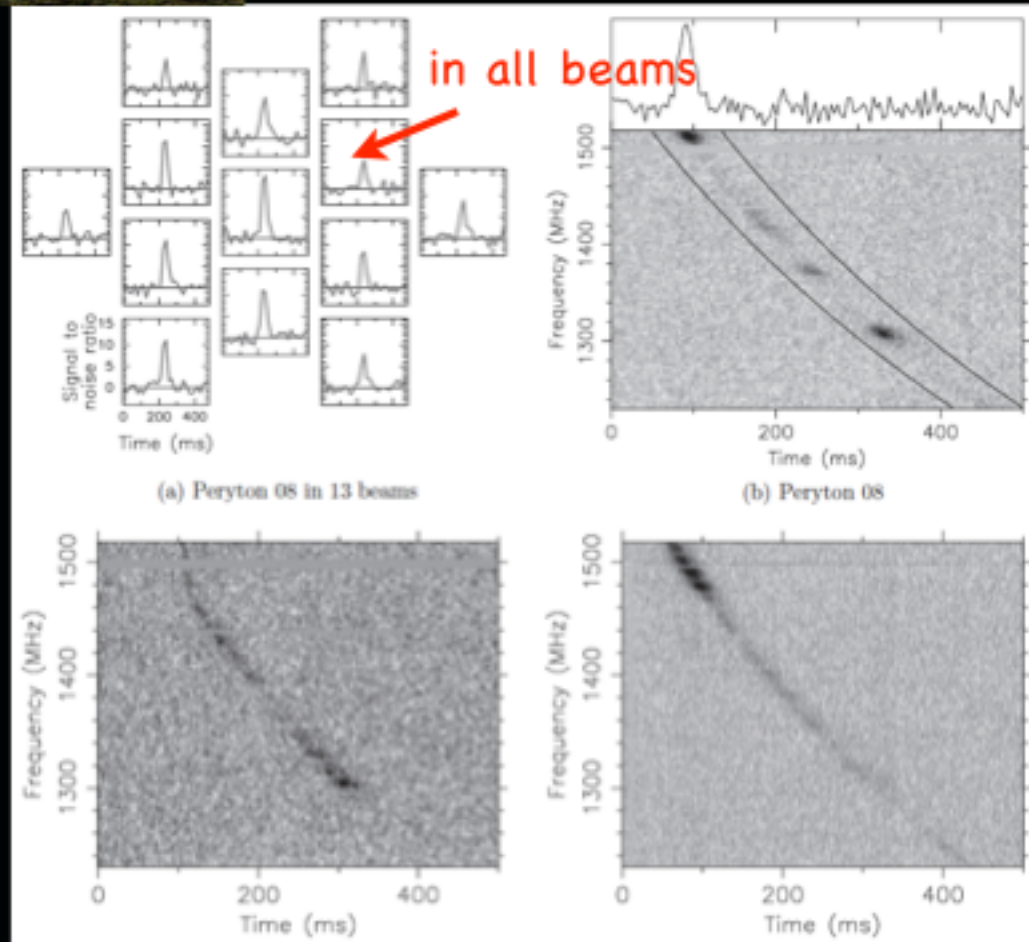 in all beams
Signal to
noise ratio
15
10
5
0
0 200 400
Time (ms)
(a) Peryton 08 in 13 beams
Frequency (MHz)
1500
1400
1300
0 200 400
Time (ms)
(b) Peryton 08
Frequency (MHz)
1500
1400
1300
0 200 400
Time (ms)
Frequency (MHz)
1500
1400
1300
0 200 400
Time (ms)